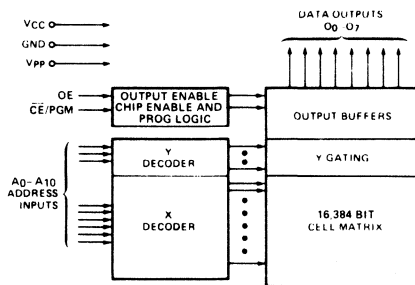 VCC
GND
VPP
DATA OUTPUTS
O0–O7
OE
CE/PGM
OUTPUT ENABLE
CHIP ENABLE AND
PROG LOGIC
OUTPUT BUFFERS
A0–A10
ADDRESS
INPUTS
Y
DECODER
Y GATING
X
DECODER
16,384 BIT
CELL MATRIX